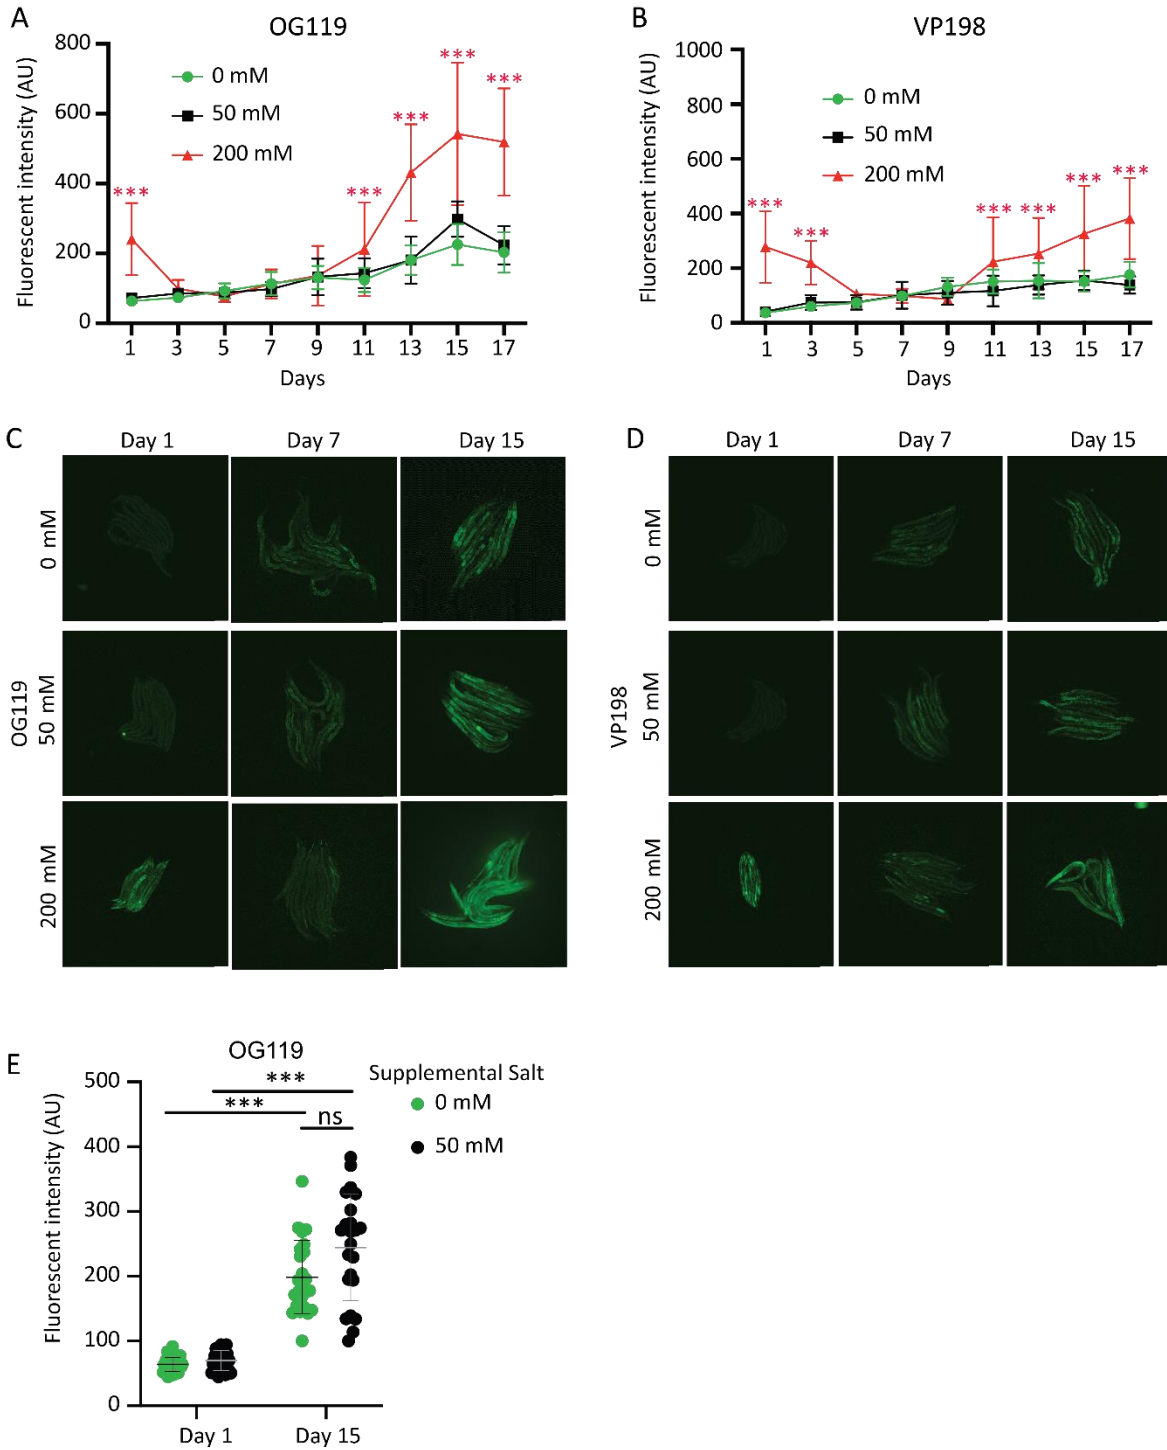 A
OG119
Fluorescent intensity (AU)
800
600
400
200
0
0 mM
50 mM
200 mM
***
***
***
***
***
1 3 5 7 9 11 13 15 17
Days
B
VP198
Fluorescent intensity (AU)
1000
800
600
400
200
0
0 mM
50 mM
200 mM
***
***
***
***
***
***
1 3 5 7 9 11 13 15 17
Days
C
Day 1 Day 7 Day 15
OG119
0 mM
50 mM
200 mM
D
Day 1 Day 7 Day 15
VP198
0 mM
50 mM
200 mM
E
OG119
Fluorescent intensity (AU)
500
400
300
200
100
0
***
***
ns
Supplemental Salt
0 mM
50 mM
Day 1 Day 15